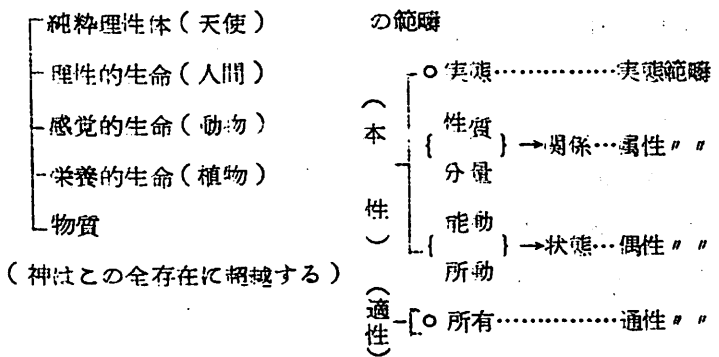 純粋理性体(天使)
理性的生命(人間)
感覚的生命(動物)
栄養的生命(植物)
物質
(神はこの全存在に超越する)
の範疇
(本性)
○実態……………実態範疇
{性質 分量}→関係…属性〃〃
{能動 所動}→状態…偶性〃〃
(適性)
○所有……………通性〃〃